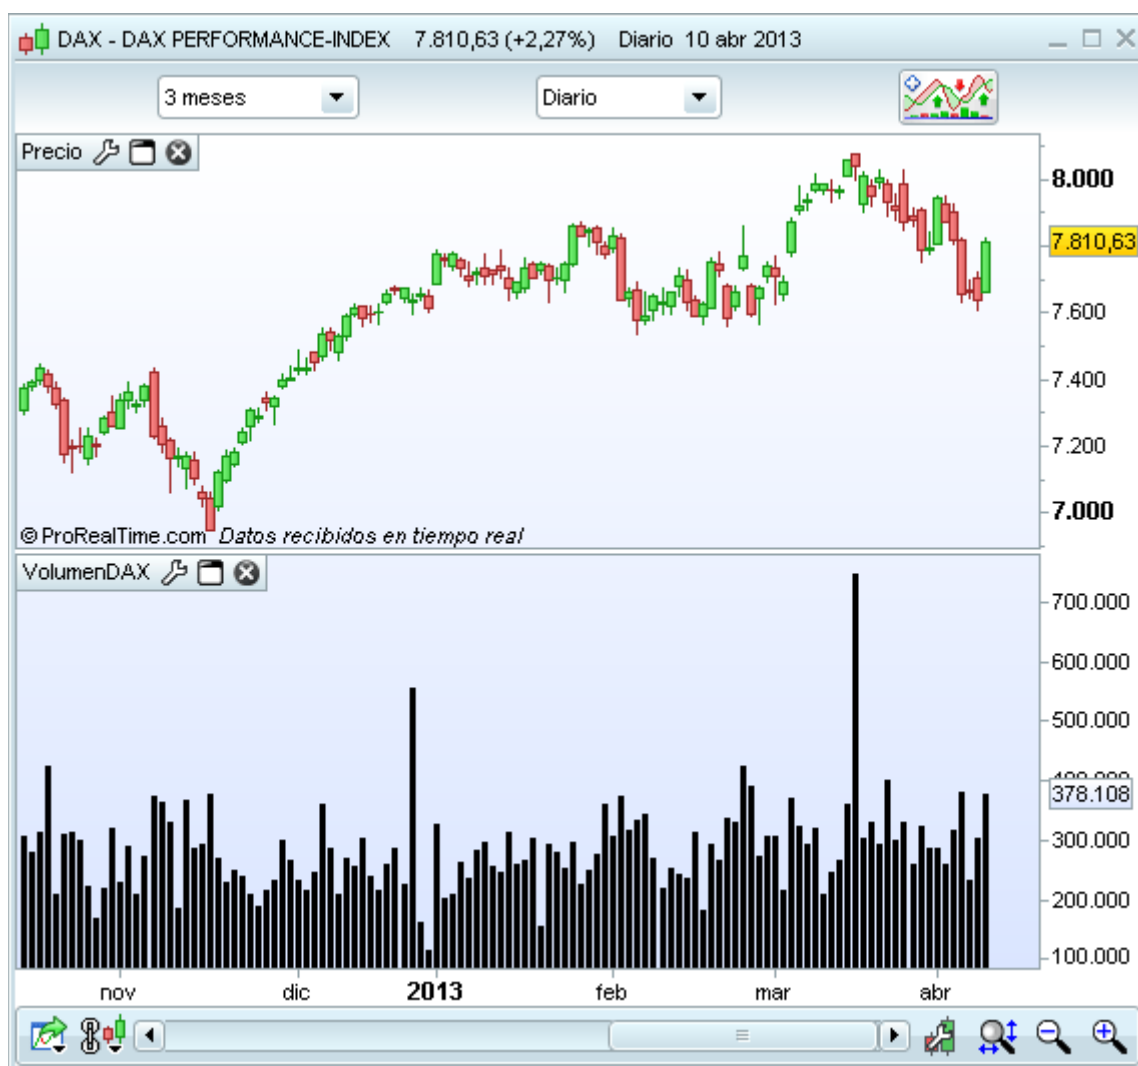 DAX - DAX PERFORMANCE-INDEX 7.810,63 (+2,27%) Diario 10 abr 2013
3 meses Diario
Precio
8.000
7.810,63
7.600
7.400
7.200
7.000
© ProRealTime.com Datos recibidos en tiempo real
VolumenDAX
700.000
600.000
500.000
400.000
378.108
300.000
200.000
100.000
nov dic 2013 feb mar abr